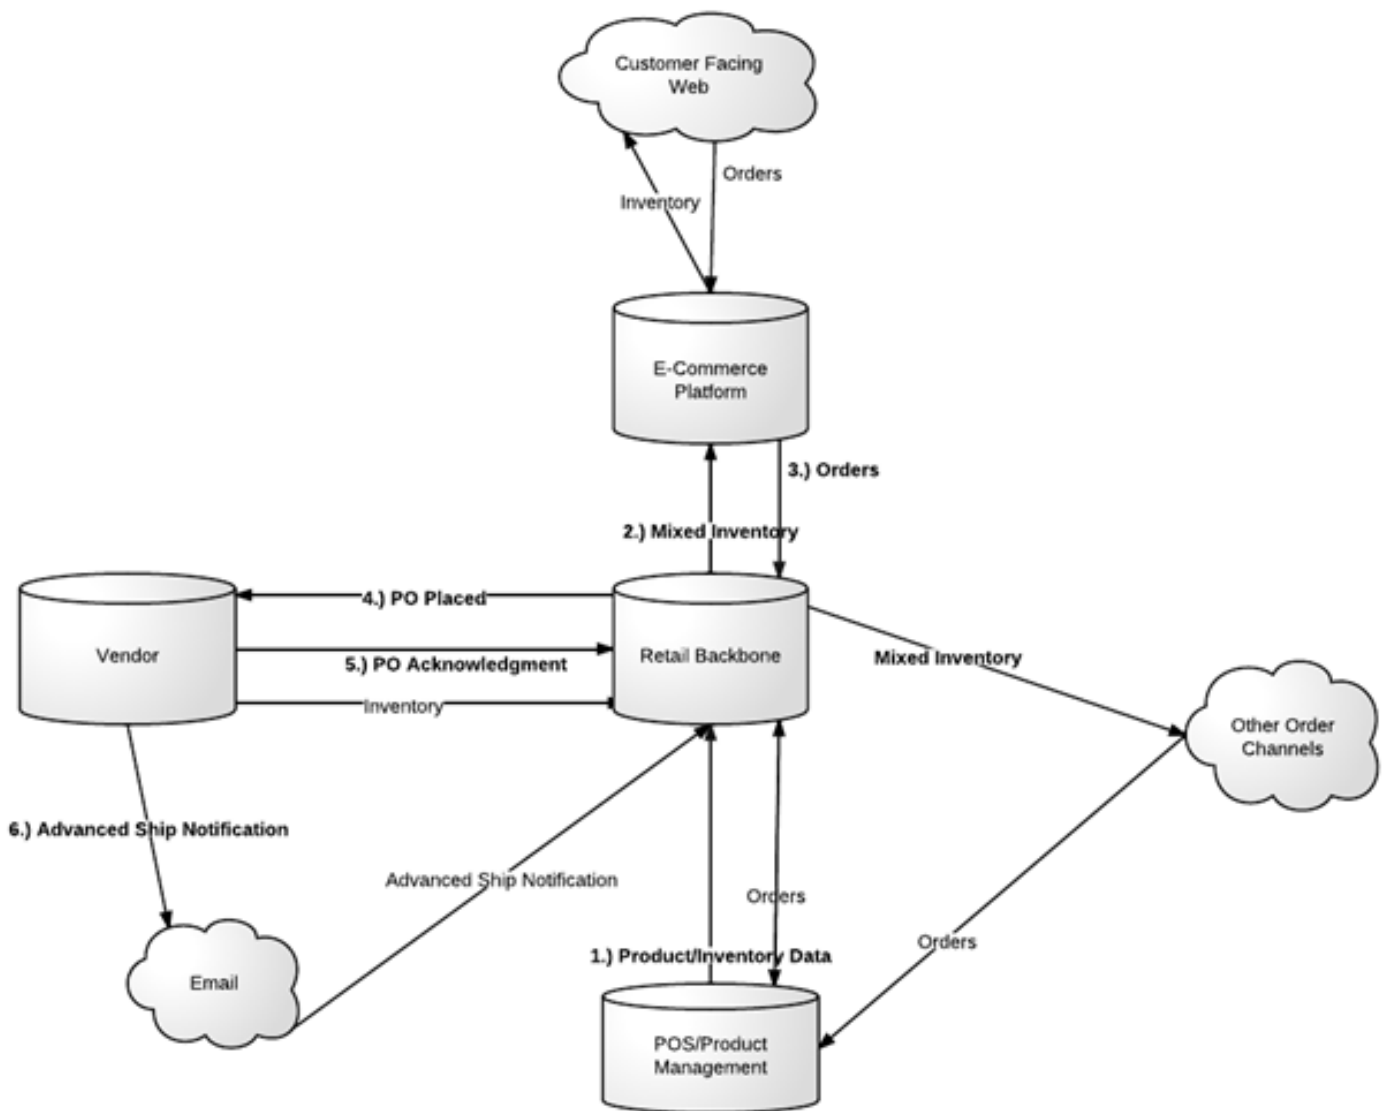 Customer Facing
Web
Orders
Inventory
E-Commerce
Platform
3.) Orders
2.) Mixed Inventory
4.) PO Placed
Vendor
5.) PO Acknowledgment
Inventory
Retail Backbone
Mixed Inventory
Other Order
Channels
6.) Advanced Ship Notification
Advanced Ship Notification
Orders
Orders
1.) Product/Inventory Data
Email
POS/Product
Management